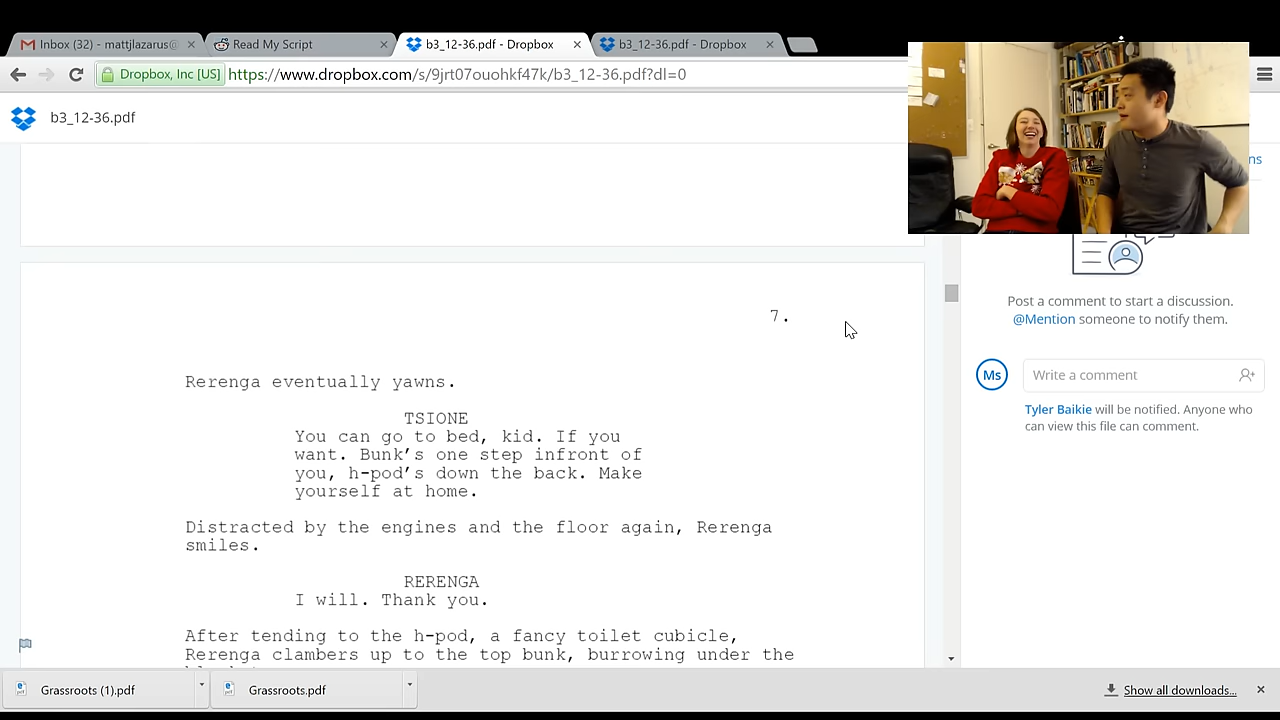 Inbox (32) - mattjlazarus@
Read My Script
b3_12-36.pdf - Dropbox
b3_12-36.pdf - Dropbox
Dropbox, Inc [US]
https://www.dropbox.com/s/9jrt07ouohkf47k/b3_12-36.pdf?dl=0
b3_12-36.pdf
ns
7.
Rerenga eventually yawns.
TSIONE
You can go to bed, kid. If you
want. Bunk's one step infront of
you, h-pod's down the back. Make
yourself at home.
Distracted by the engines and the floor again, Rerenga
smiles.
RERENGA
I will. Thank you.
After tending to the h-pod, a fancy toilet cubicle,
Rerenga clambers up to the top bunk, burrowing under the
Post a comment to start a discussion.
@Mention someone to notify them.
Ms
Write a comment
Tyler Baikie will be notified. Anyone who
can view this file can comment.
Grassroots (1).pdf
Grassroots.pdf
Show all downloads...